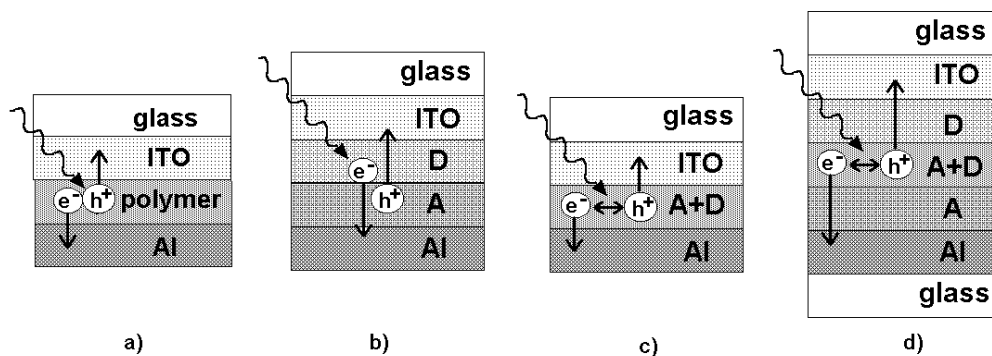 glass
ITO
e⁻ h⁺ polymer
Al
a)
glass
ITO
D
e⁻
h⁺ A
Al
b)
glass
ITO
e⁻ h⁺ A+D
Al
c)
glass
ITO
D
e⁻ h⁺ A+D
A
Al
glass
d)